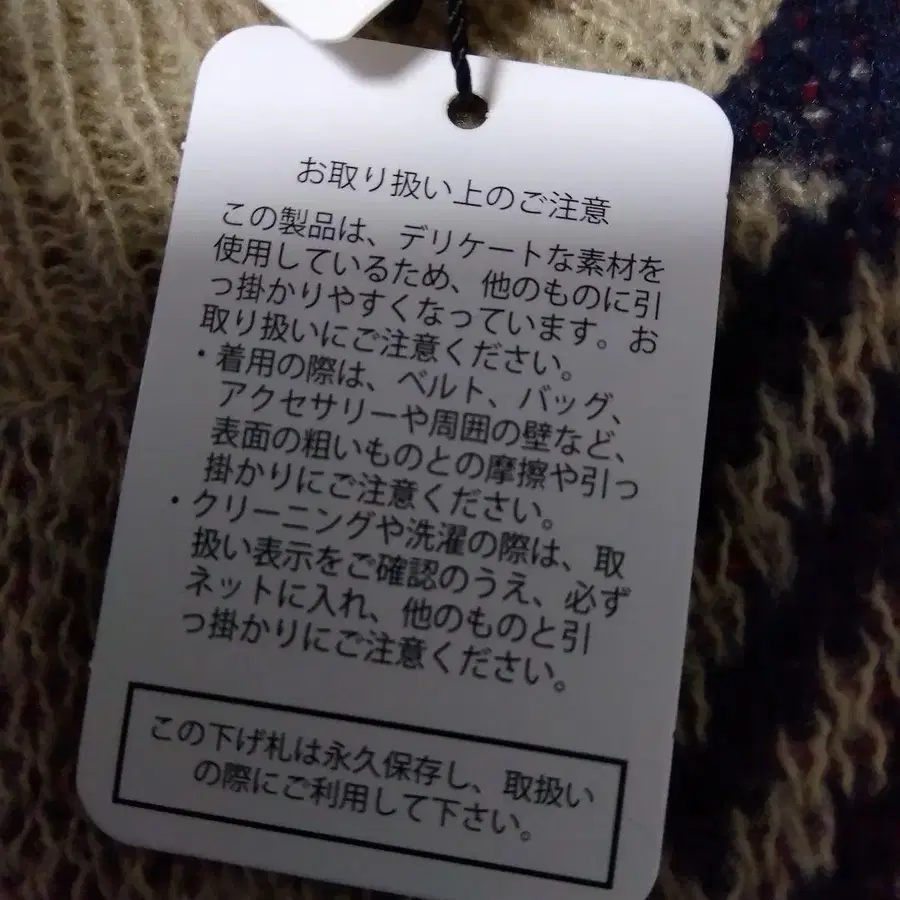 お取り扱い上のご注意
この製品は、デリケートな素材を
使用しているため、他のものに引
っ掛かりやすくなっています。お
取り扱いにご注意ください。
・着用の際は、ベルト、バッグ、
アクセサリーや周囲の壁など、
表面の粗いものとの摩擦や引っ
掛かりにご注意ください。
・クリーニングや洗濯の際は、取
扱い表示をご確認のうえ、必ず
ネットに入れ、他のものと引
っ掛かりにご注意ください。
この下げ札は永久保存し、取扱い
の際にご利用して下さい。